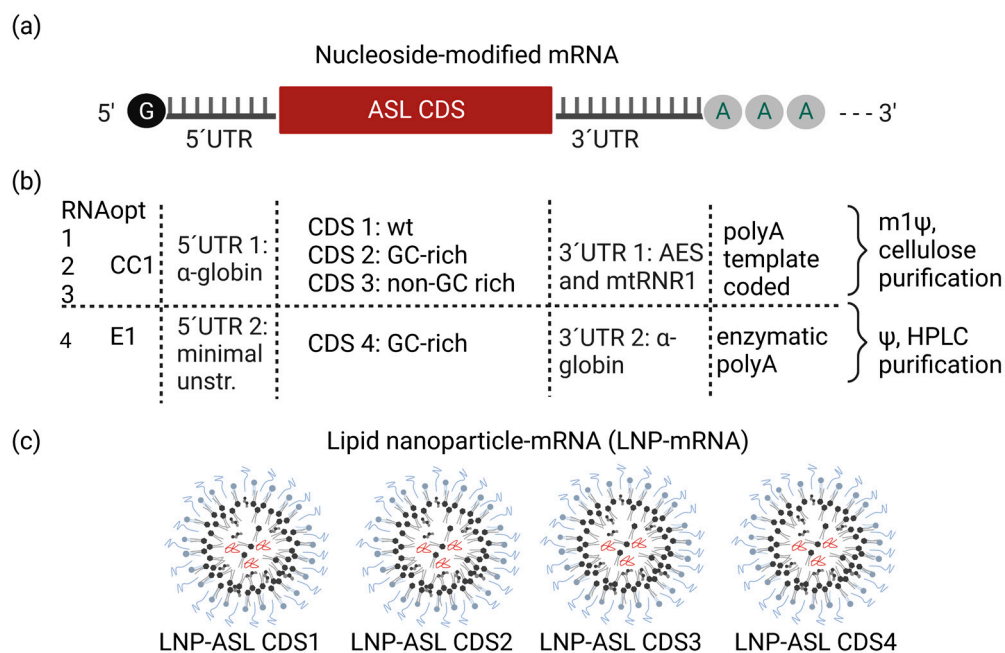 (a)
Nucleoside-modified mRNA
5' G ASL CDS A A A ---3'
5´UTR 3´UTR
(b)
RNAopt
1
2
3
CC1
5´UTR 1:
α-globin
CDS 1: wt
CDS 2: GC-rich
CDS 3: non-GC rich
3´UTR 1: AES
and mtRNR1
polyA
template
coded
m1ψ,
cellulose
purification
4
E1
5´UTR 2:
minimal
unstr.
CDS 4: GC-rich
3´UTR 2: α-
globin
enzymatic
polyA
ψ, HPLC
purification
(c)
Lipid nanoparticle-mRNA (LNP-mRNA)
LNP-ASL CDS1 LNP-ASL CDS2 LNP-ASL CDS3 LNP-ASL CDS4